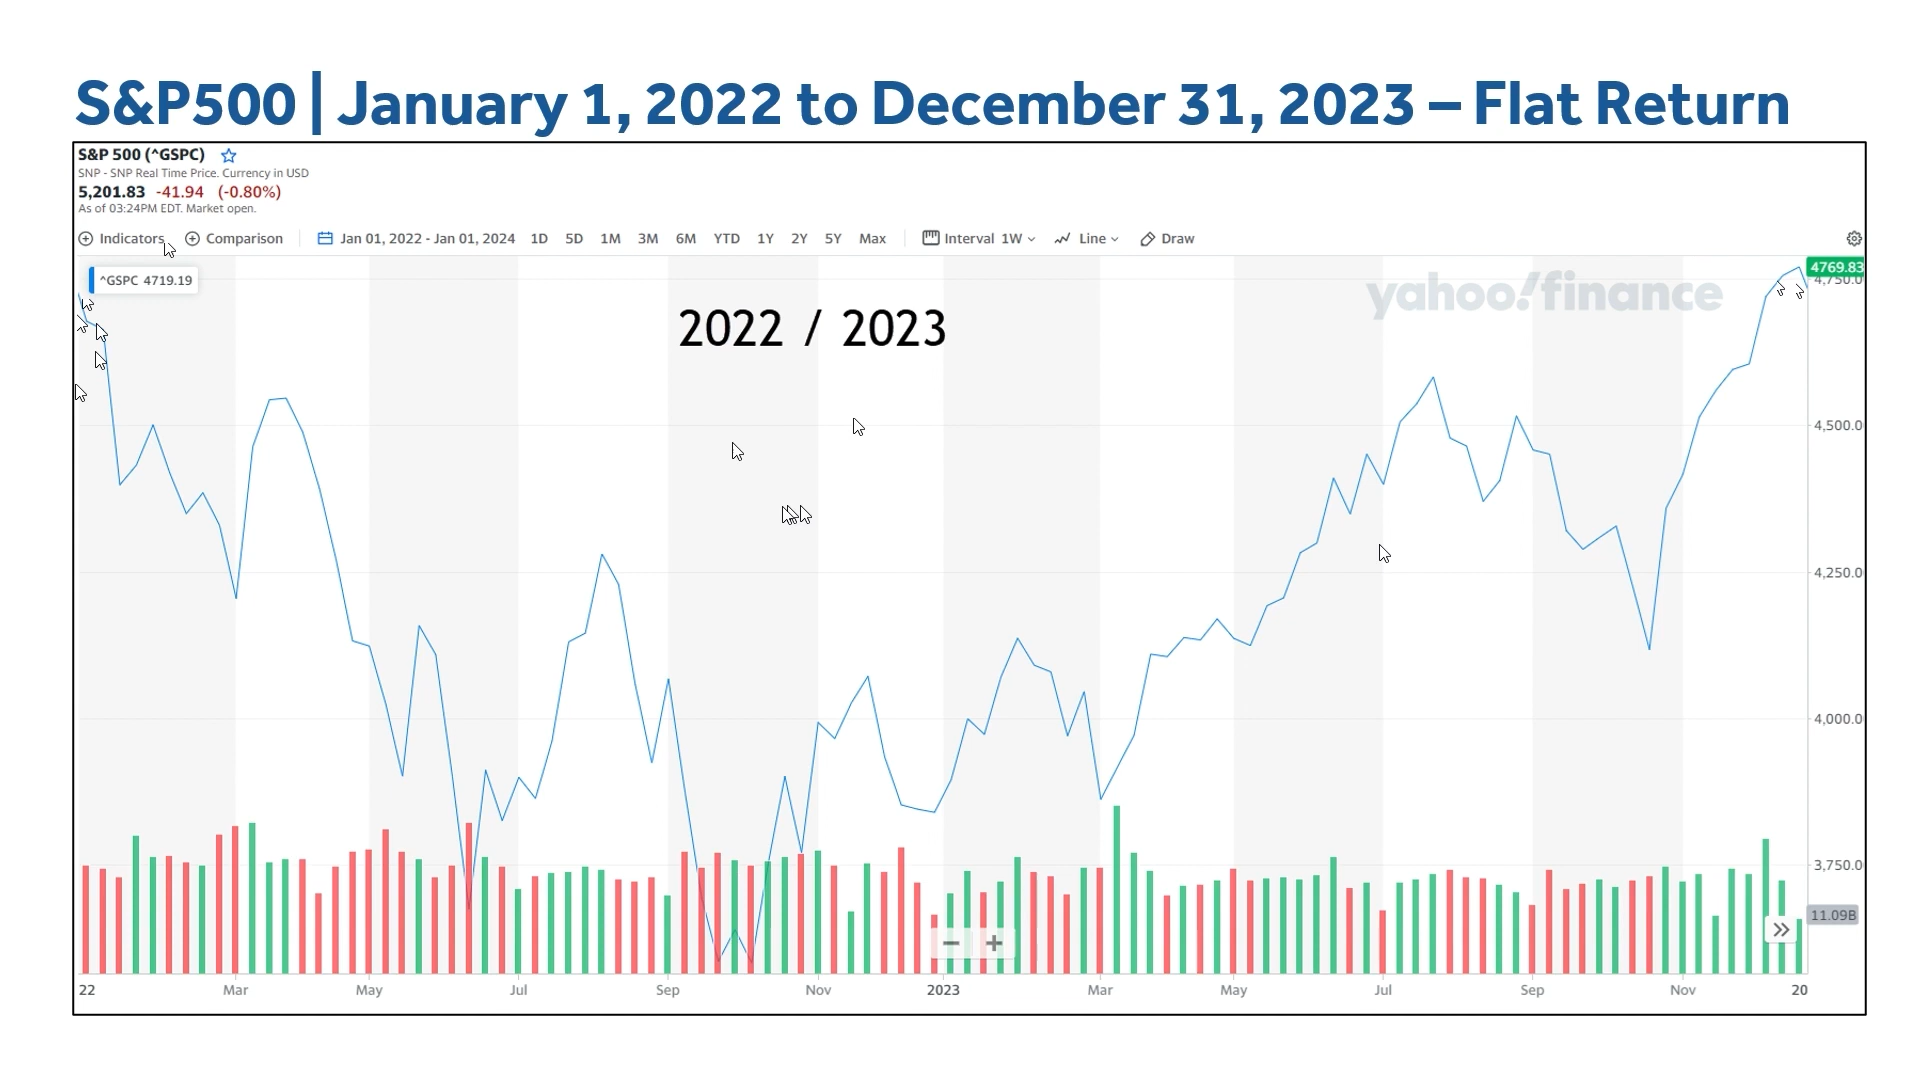 S&P500 | January 1, 2022 to December 31, 2023 – Flat Return
S&P 500 (^GSPC)
SNP - SNP Real Time Price. Currency in USD
5,201.83 -41.94 (-0.80%)
As of 03:24PM EDT. Market open.
Indicators Comparison Jan 01, 2022 - Jan 01, 2024 1D 5D 1M 3M 6M YTD 1Y 2Y 5Y Max Interval 1W Line Draw
^GSPC 4719.19
4769.83
4,750.0
yahoo!finance
2022 / 2023
4,500.0
4,250.0
4,000.0
3,750.0
11.09B
22 Mar May Jul Sep Nov 2023 Mar May Jul Sep Nov 20